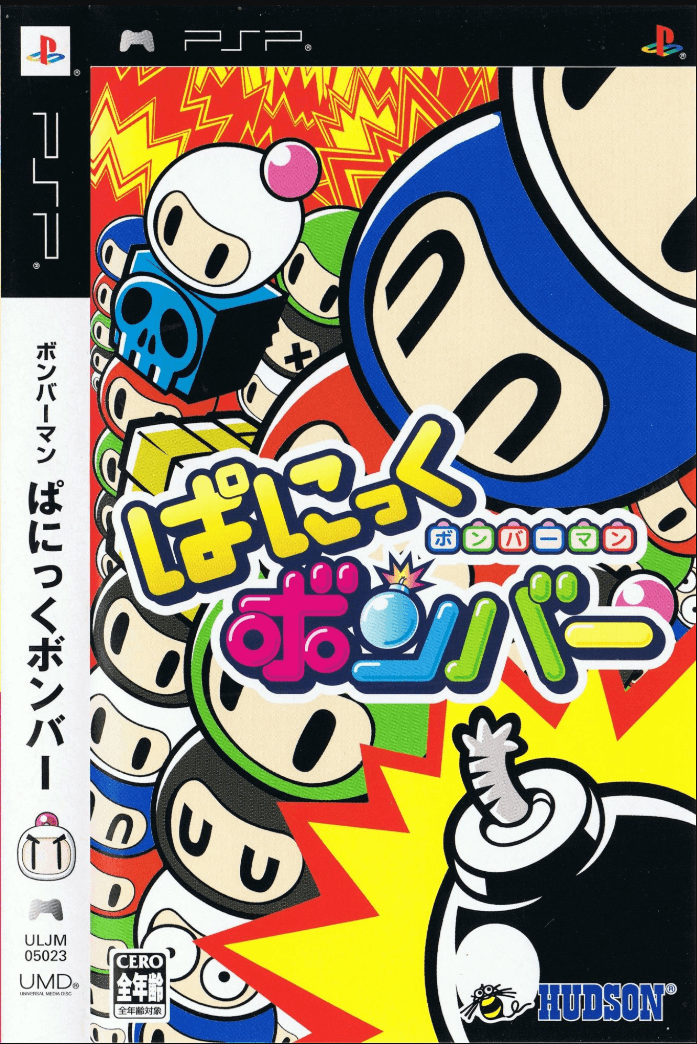 PSP®
PSP®
ボンバーマン ぱにっくボンバー
ULJM
05023
UMD®
UNIVERSAL MEDIA DISC
ぱにっく
ボンバーマン
ボンバー
CERO
全年齢
全年齢対象
HUDSON®